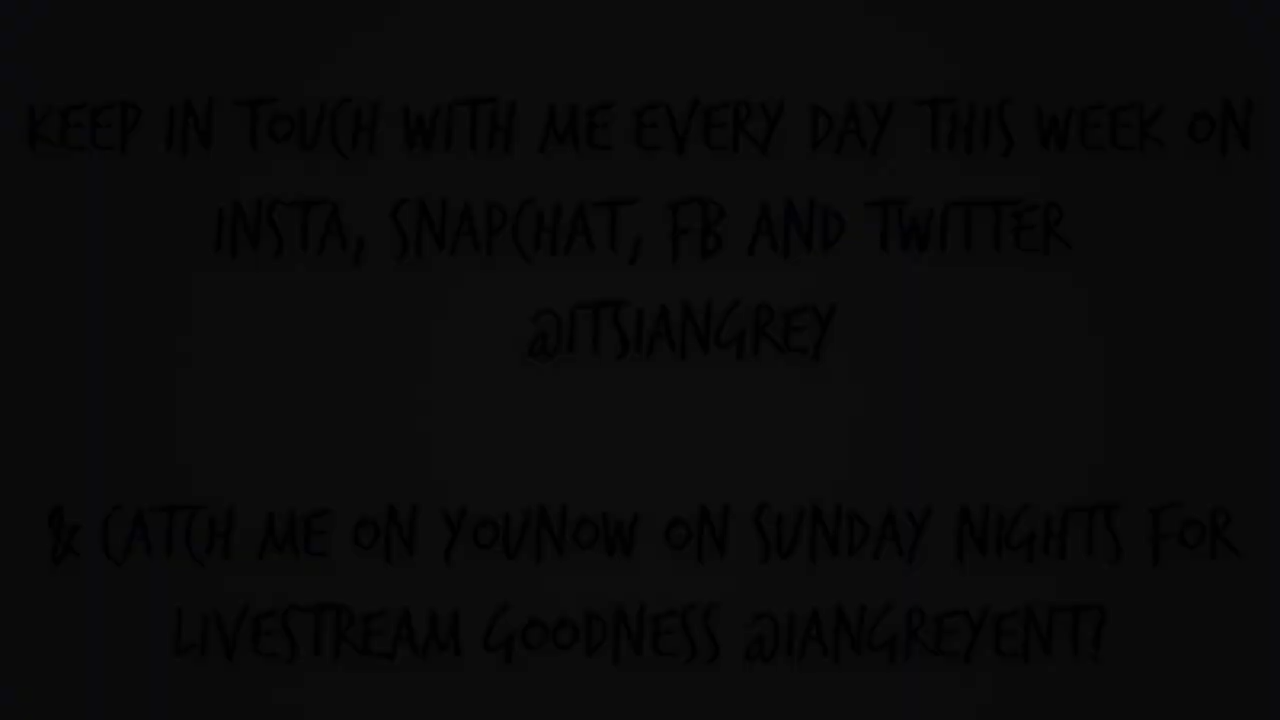 KEEP IN TOUCH WITH ME EVERY DAY THIS WEEK ON
INSTA, SNAPCHAT, FB AND TWITTER
@ITSIANGREY
& CATCH ME ON YOUNOW ON SUNDAY NIGHTS FOR
LIVESTREAM GOODNESS @IANGREYENT?